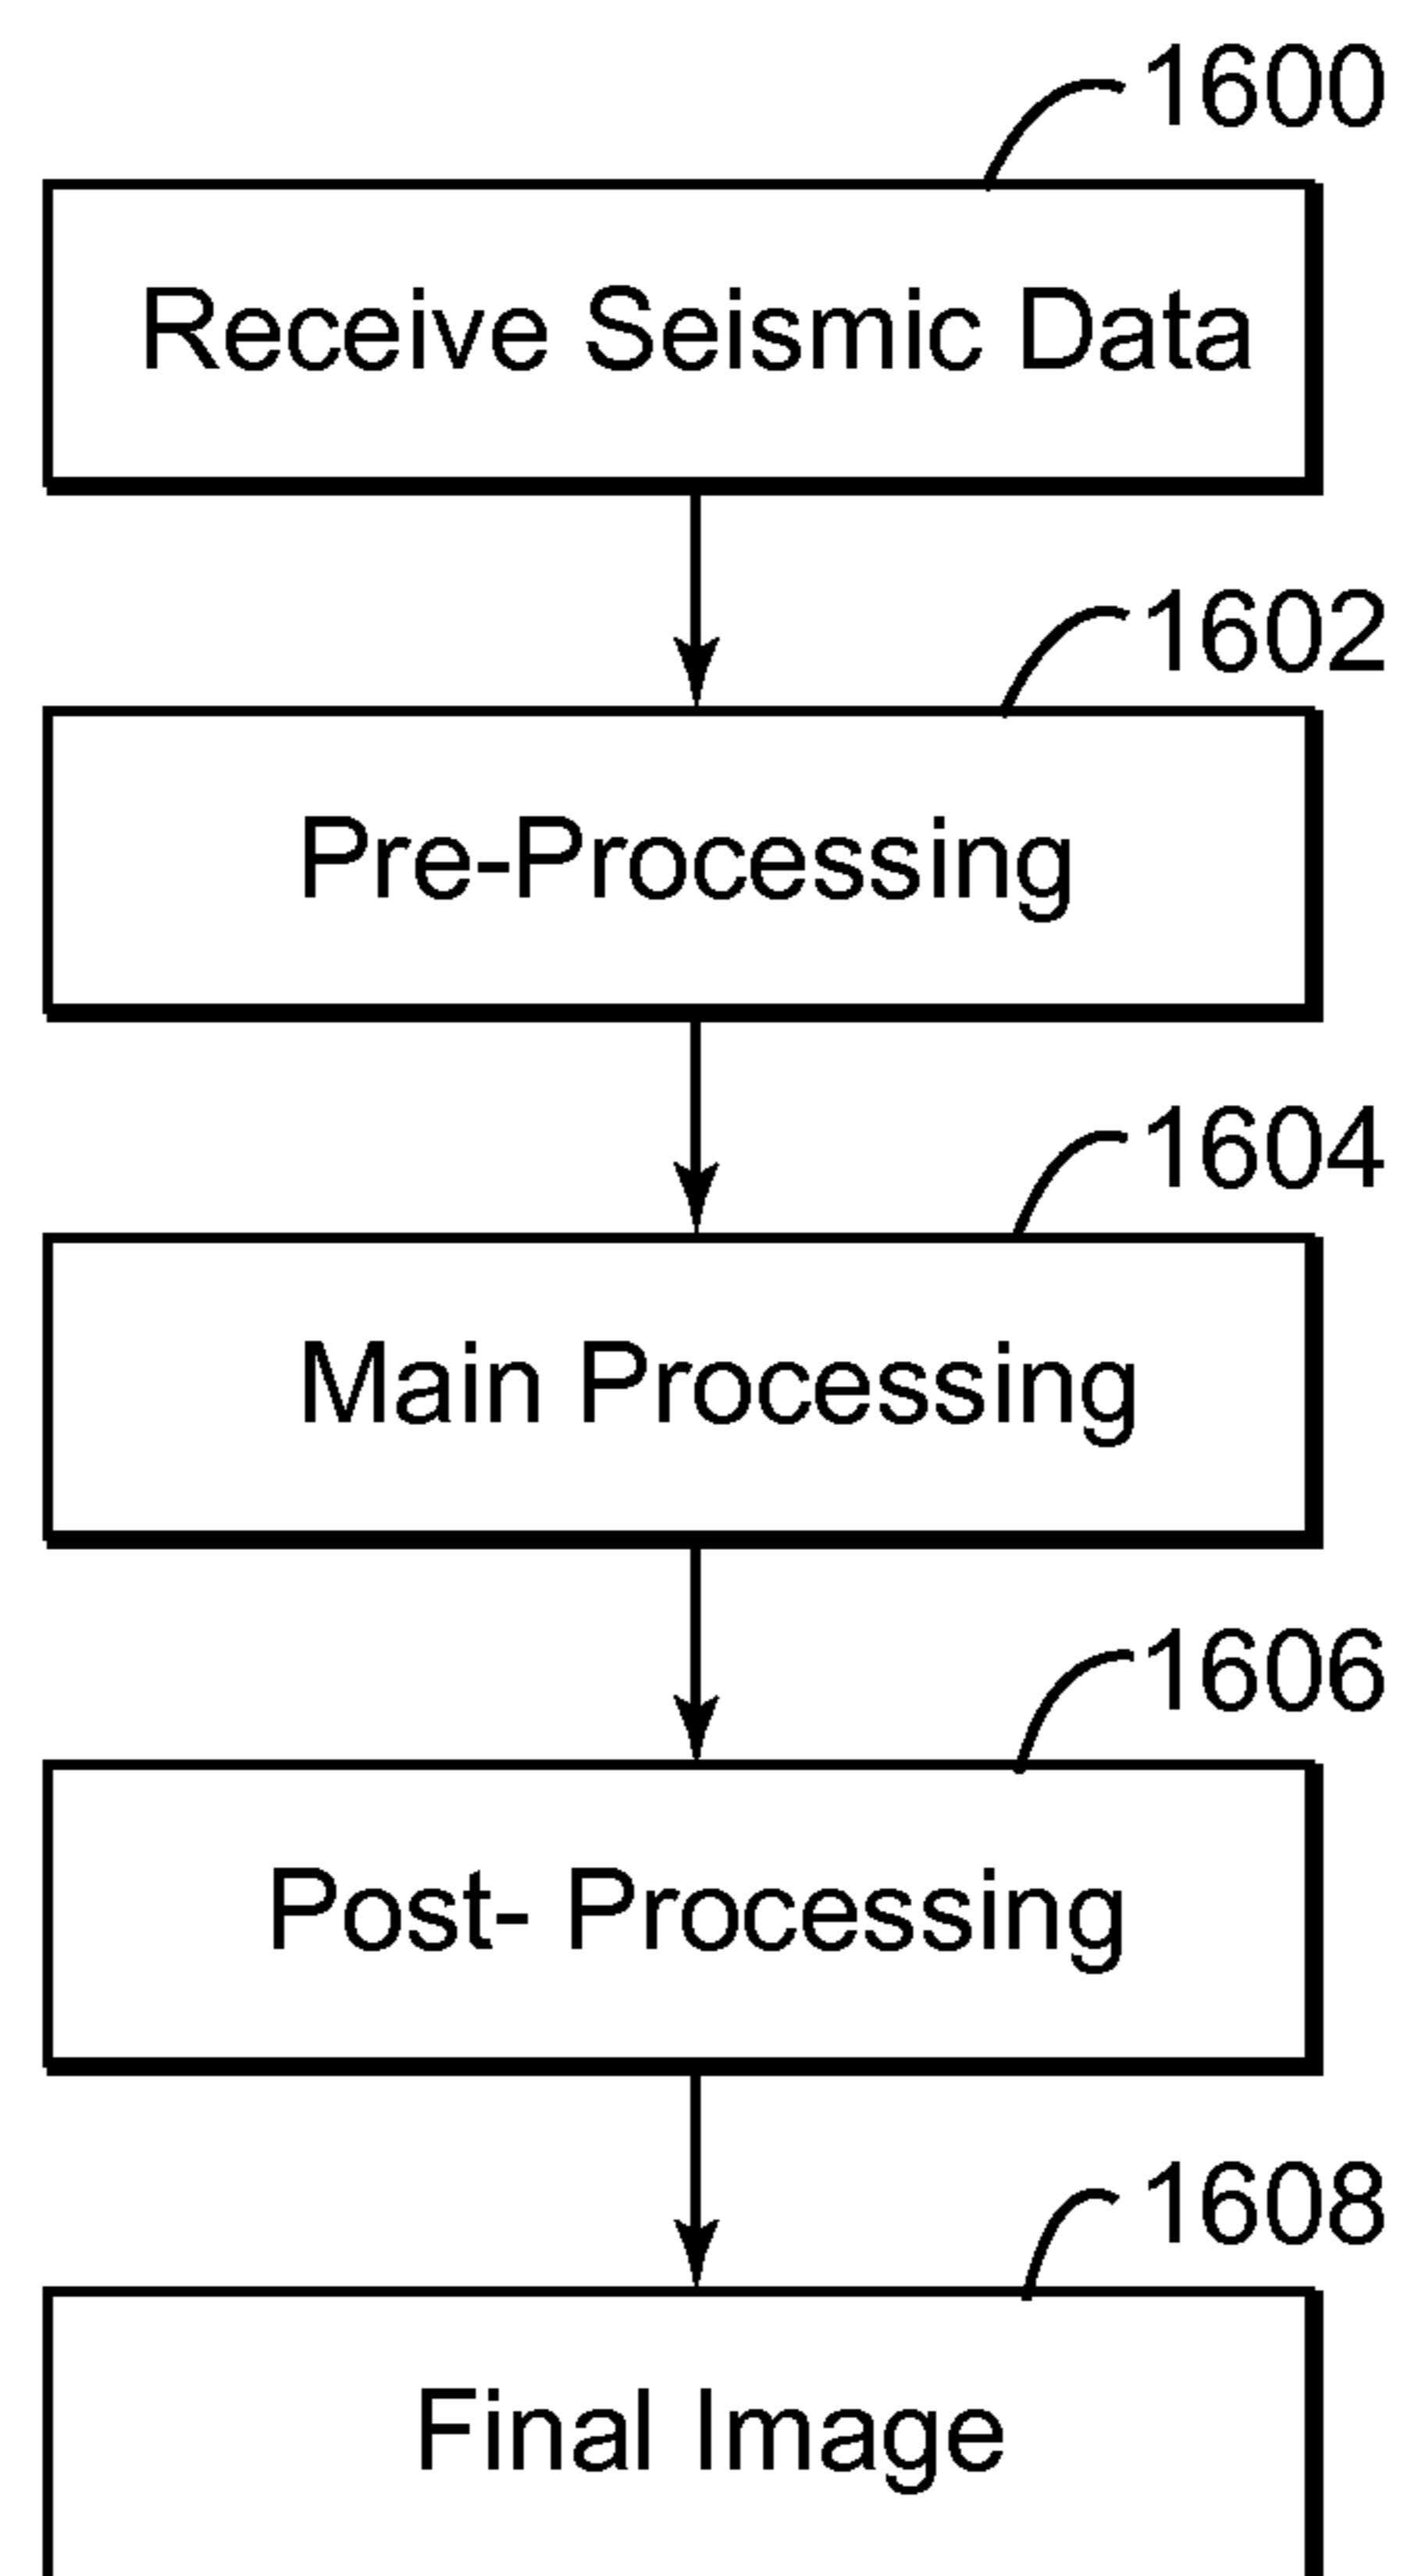 1600
Receive Seismic Data
1602
Pre-Processing
1604
Main Processing
1606
Post- Processing
1608
Final Image